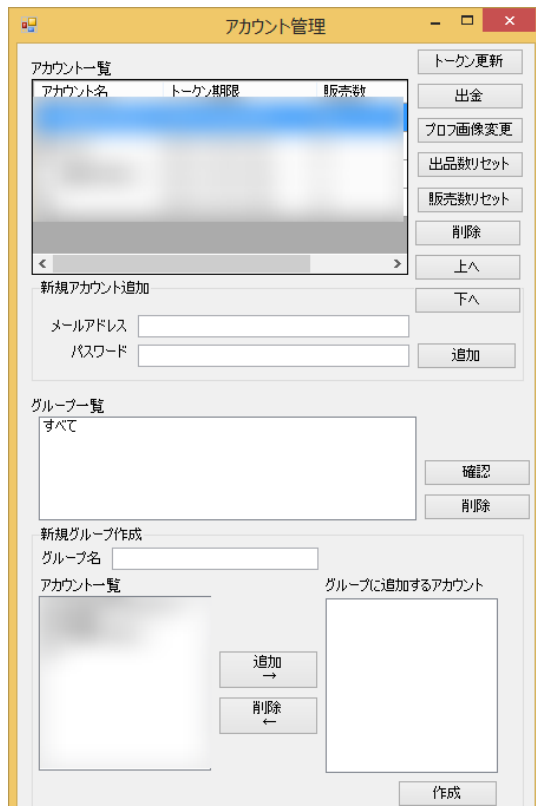 アカウント管理
アカウント一覧
アカウント名 トークン期限 販売数
トークン更新
出金
プロフ画像変更
出品数リセット
販売数リセット
削除
上へ
下へ
新規アカウント追加
メールアドレス
パスワード
追加
グループ一覧
すべて
確認
削除
新規グループ作成
グループ名
アカウント一覧
グループに追加するアカウント
追加
→
削除
←
作成